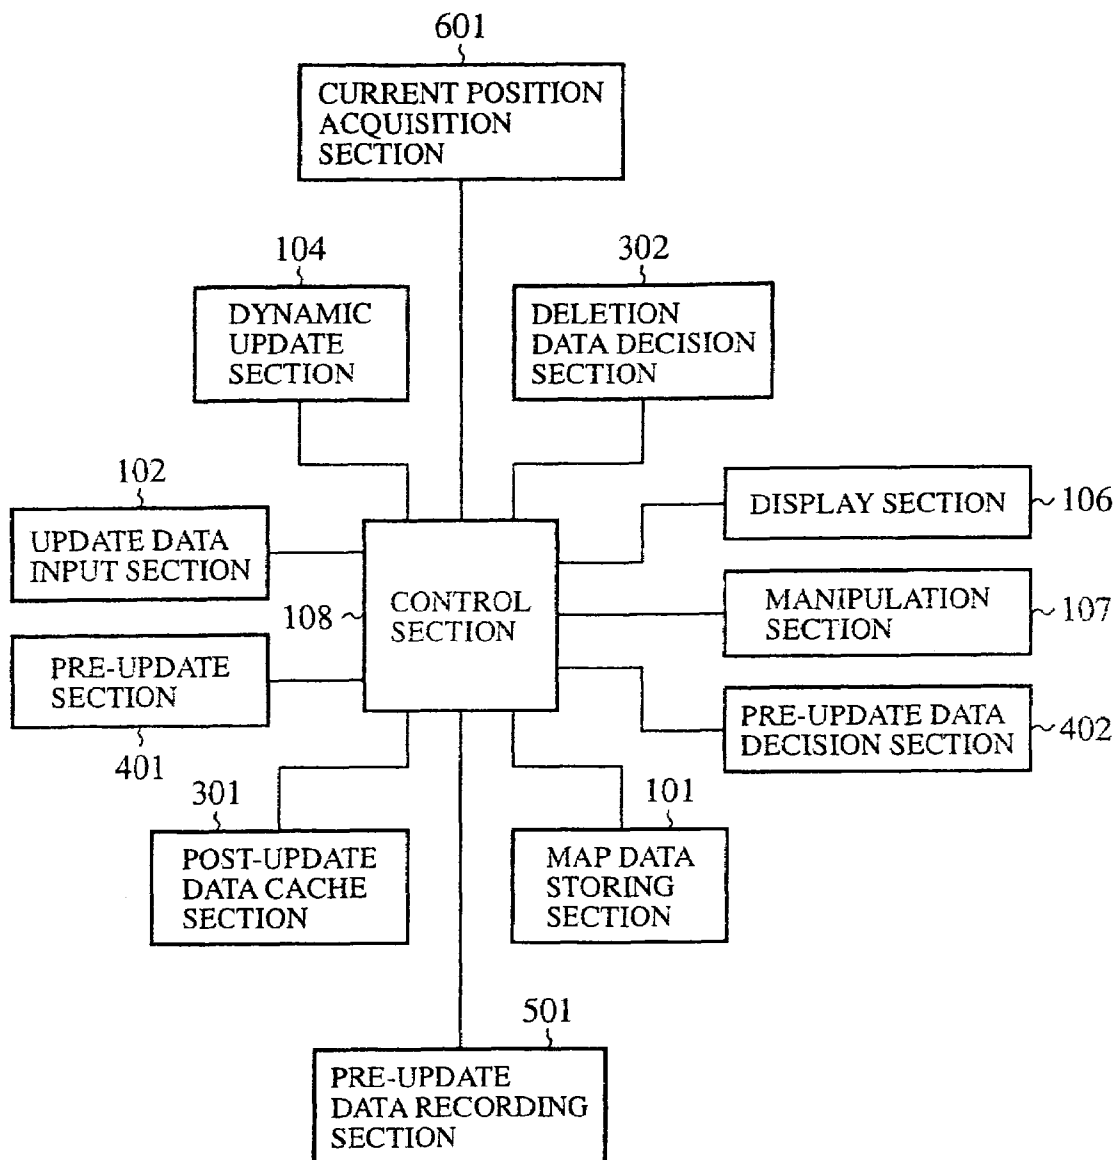 601
CURRENT POSITION
ACQUISITION
SECTION
104
DYNAMIC
UPDATE
SECTION
302
DELETION
DATA DECISION
SECTION
102
UPDATE DATA
INPUT SECTION
DISPLAY SECTION
106
108
CONTROL
SECTION
MANIPULATION
SECTION
107
PRE-UPDATE
SECTION
401
PRE-UPDATE DATA
DECISION SECTION
402
301
POST-UPDATE
DATA CACHE
SECTION
101
MAP DATA
STORING
SECTION
501
PRE-UPDATE
DATA RECORDING
SECTION